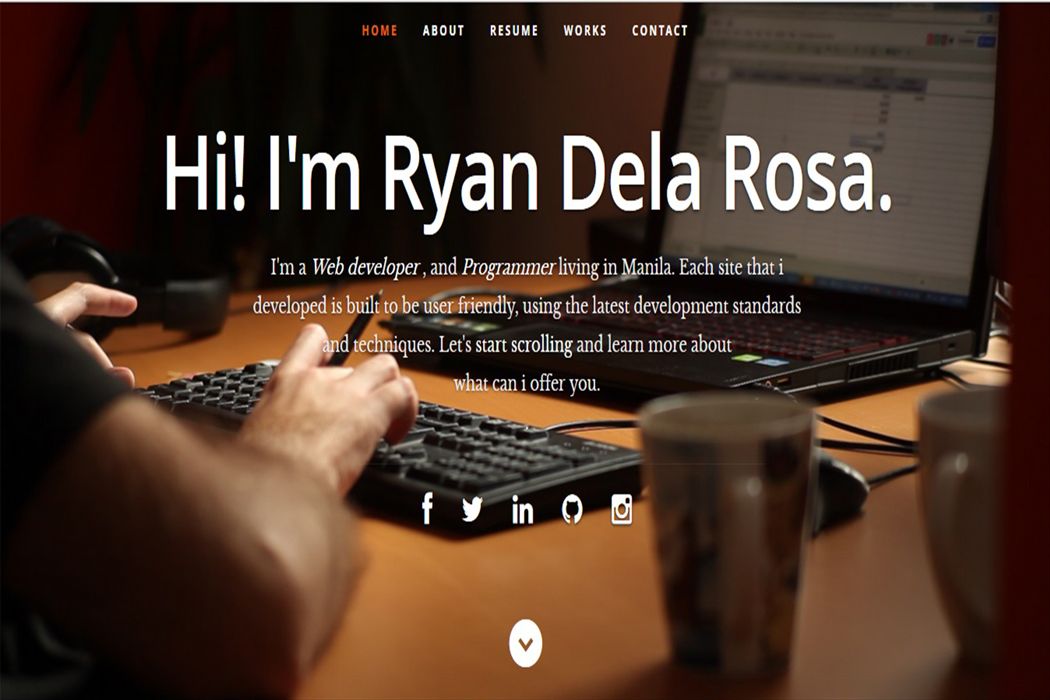 HOME ABOUT RESUME WORKS CONTACT
Hi! I'm Ryan Dela Rosa.
I'm a Web developer , and Programmer living in Manila. Each site that i
developed is built to be user friendly, using the latest development standards
and techniques. Let's start scrolling and learn more about
what can i offer you.